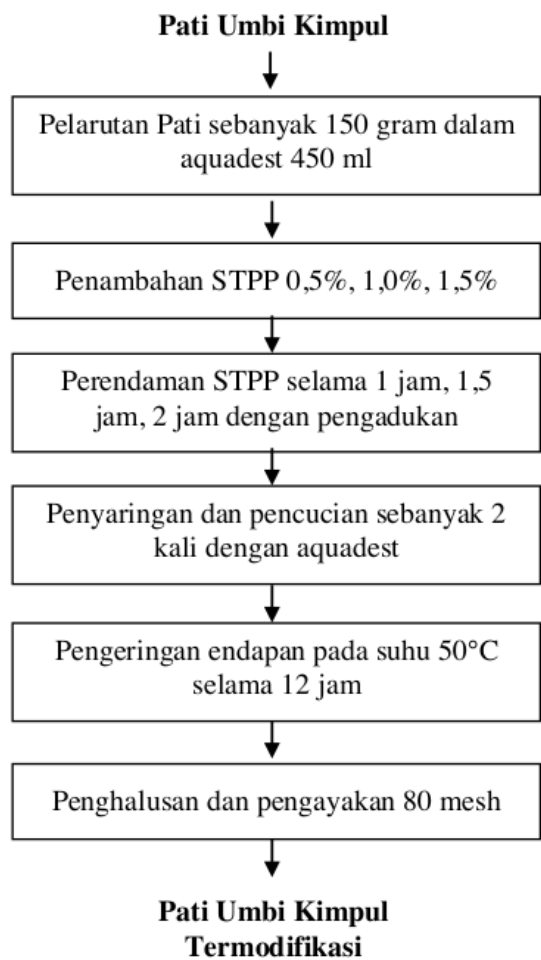 Pati Umbi Kimpul
Pelarutan Pati sebanyak 150 gram dalam
aquadest 450 ml
Penambahan STPP 0,5%, 1,0%, 1,5%
Perendaman STPP selama 1 jam, 1,5
jam, 2 jam dengan pengadukan
Penyaringan dan pencucian sebanyak 2
kali dengan aquadest
Pengeringan endapan pada suhu 50°C
selama 12 jam
Penghalusan dan pengayakan 80 mesh
Pati Umbi Kimpul
Termodifikasi